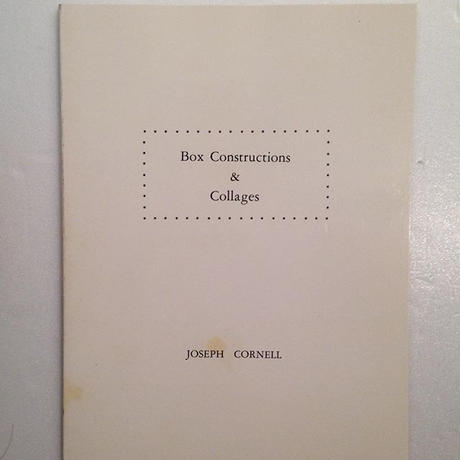 Box Constructions
&
Collages
JOSEPH CORNELL